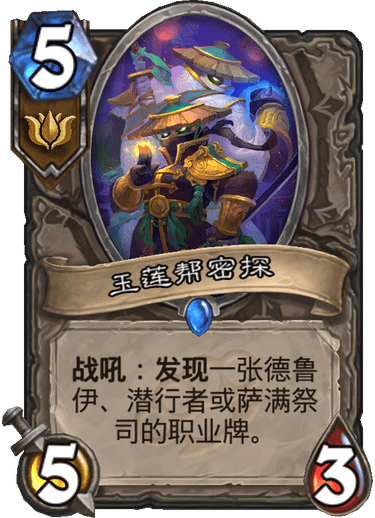 5
玉莲帮密探
战吼：发现一张德鲁
伊、潜行者或萨满祭
司的职业牌。
5
3